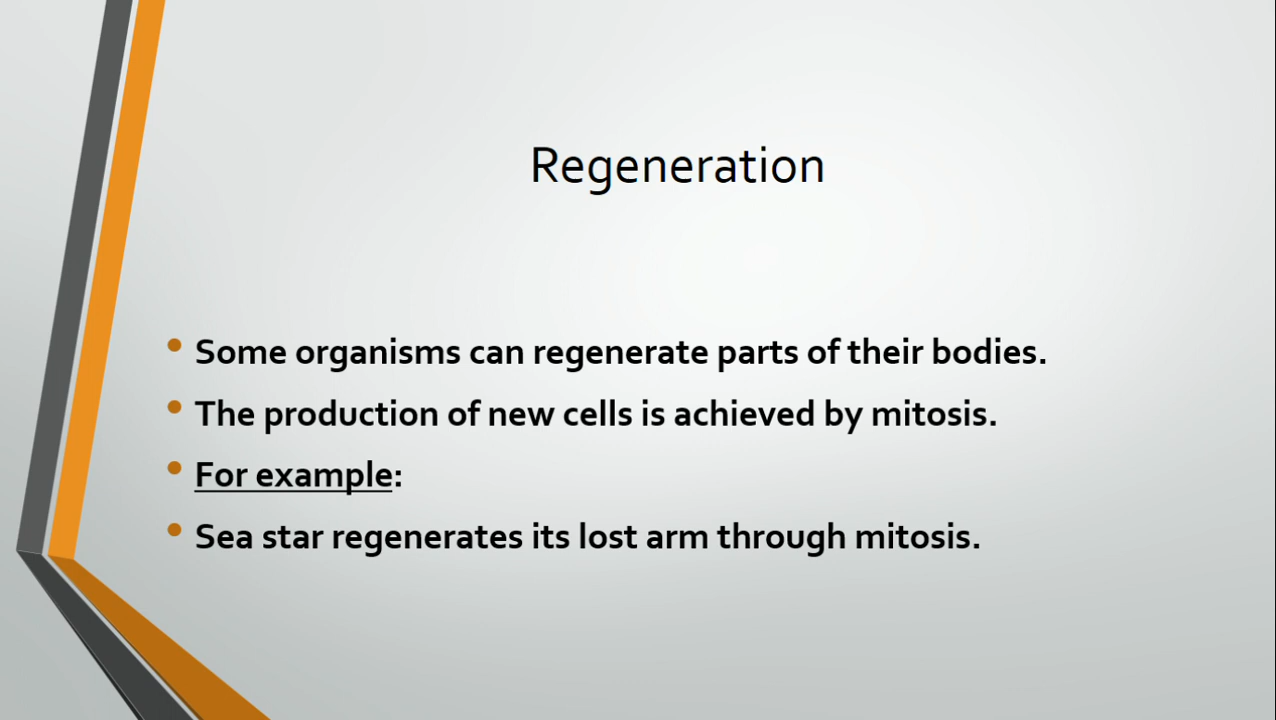 Regeneration
• Some organisms can regenerate parts of their bodies.
• The production of new cells is achieved by mitosis.
• For example:
• Sea star regenerates its lost arm through mitosis.